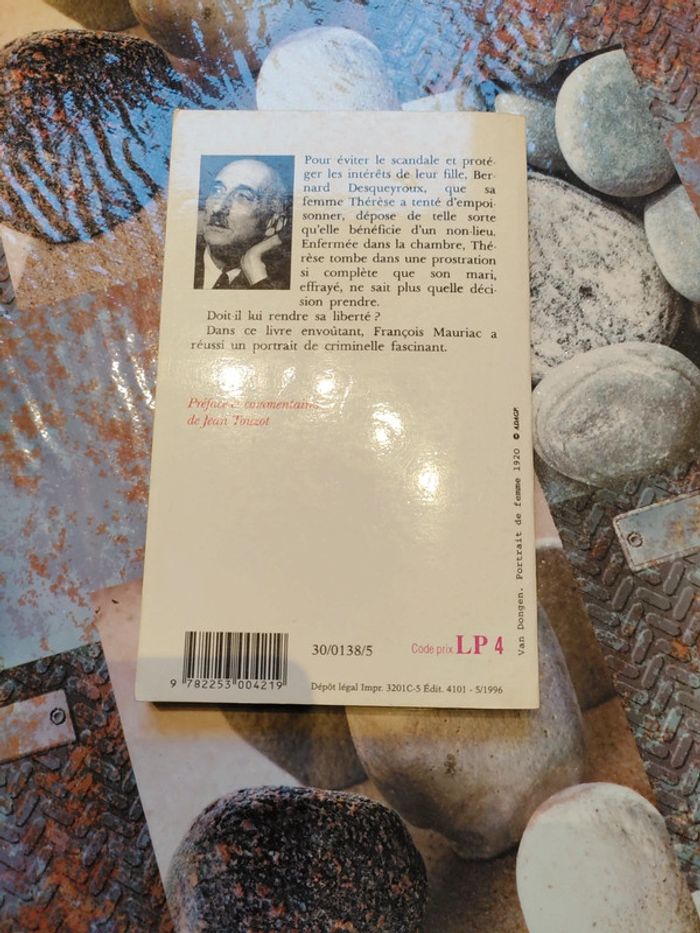 Pour éviter le scandale et proté-
ger les intérêts de leur fille, Ber-
nard Desqueyroux, que sa
femme Thérèse a tenté d'empoi-
sonner, dépose de telle sorte
qu'elle bénéficie d'un non-lieu.
Enfermée dans la chambre, Thé-
rèse tombe dans une prostration
si complète que son mari,
effrayé, ne sait plus quelle déci-
sion prendre.
Doit-il lui rendre sa liberté ?
Dans ce livre envoûtant, François Mauriac a
réussi un portrait de criminelle fascinant.
Préface commentaires
de Jean Touzot
Van Dongen. Portrait de femme 1920 © ADAGP
30/0138/5
Code prix LP 4
9 782253 004219
Dépôt légal Impr. 3201C-5 Édit. 4101 - 5/1996